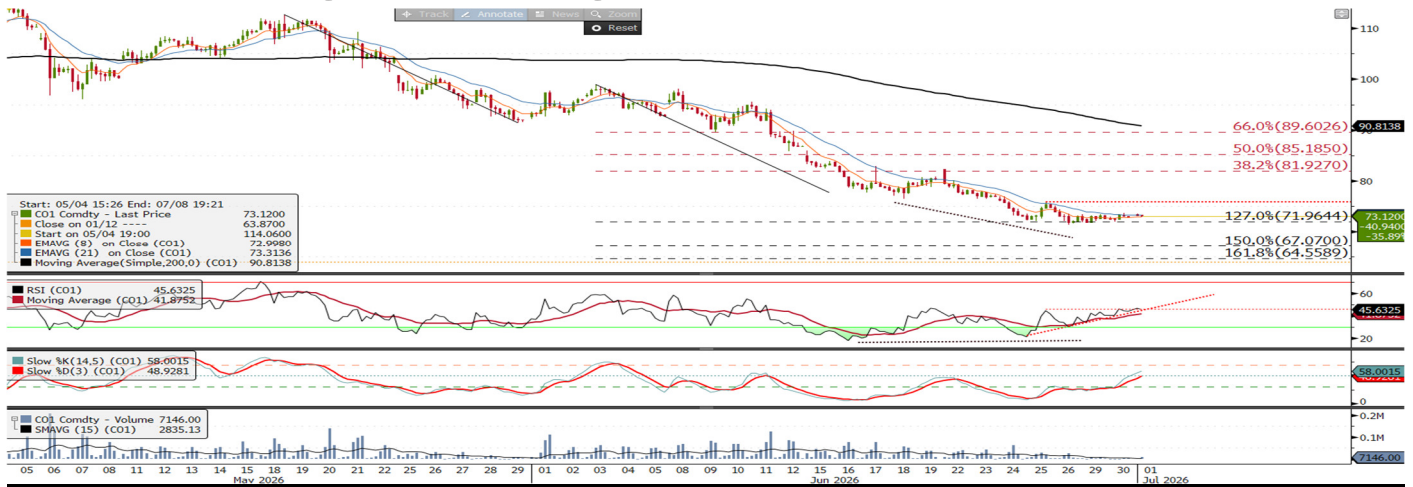 Track Annotate News Zoom
Reset
110
100
90.8138
80
66.0%(89.6026)
50.0%(85.1850)
38.2%(81.9270)
127.0%(71.9644)
150.0%(67.0700)
161.8%(64.5589)
73.1200
-40.9400
-35.89%
Start: 05/04 15:26 End: 07/08 19:21
CO1 Comdty - Last Price 73.1200
Close on 01/12 ---- 63.8700
Start on 05/04 19:00 114.0600
EMAVG (8) on Close (CO1) 72.9980
EMAVG (21) on Close (CO1) 73.3136
Moving Average(Simple,200,0) (CO1) 90.8138
RSI (CO1) 45.6325
Moving Average (CO1) 41.8752
60
45.6325
20
Slow %K(14,5) (CO1) 58.0015
Slow %D(3) (CO1) 48.9281
58.0015
0
CO1 Comdty - Volume 7146.00
SMAVG (15) (CO1) 2835.13
0.2M
0.1M
7146.00
05 06 07 08 11 12 13 14 15 18 19 20 21 22 25 26 27 28 29 01 02 03 04 05 08 09 10 11 12 15 16 17 18 19 22 23 24 25 26 29 30 01
May 2026 Jun 2026 Jul 2026